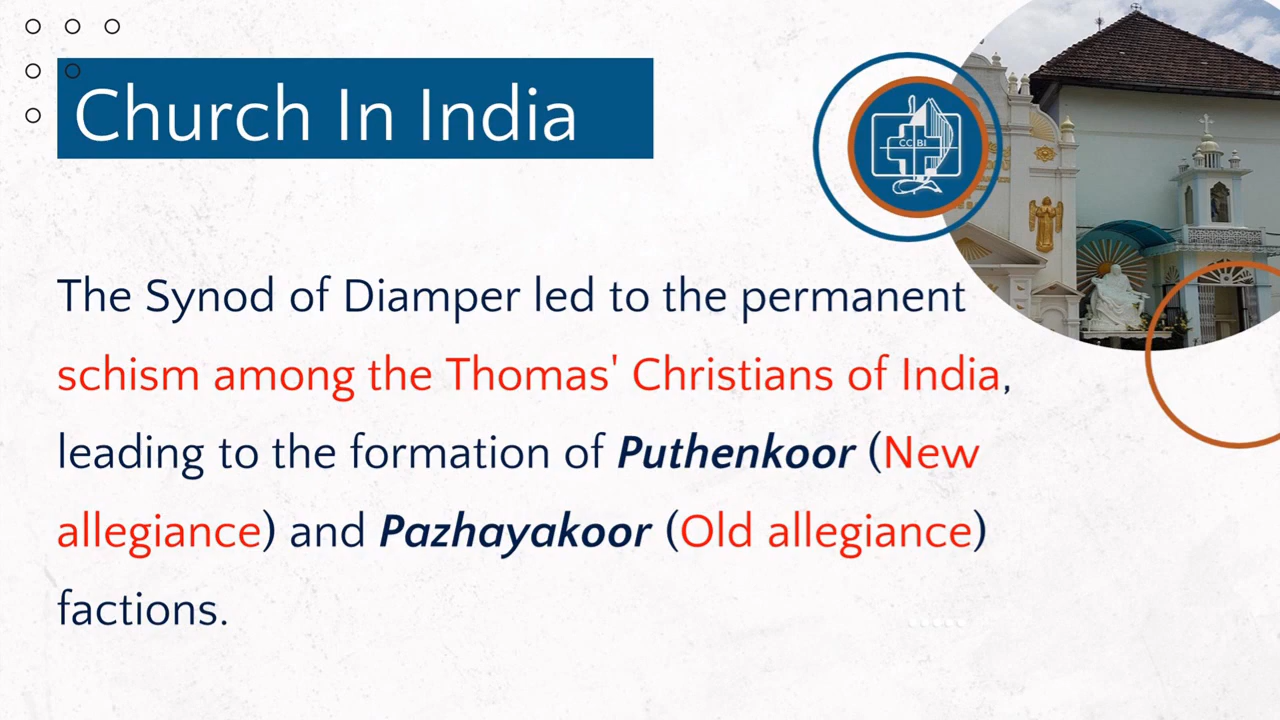 Church In India
CCBI
The Synod of Diamper led to the permanent
schism among the Thomas' Christians of India,
leading to the formation of Puthenkoor (New
allegiance) and Pazhayakoor (Old allegiance)
factions.